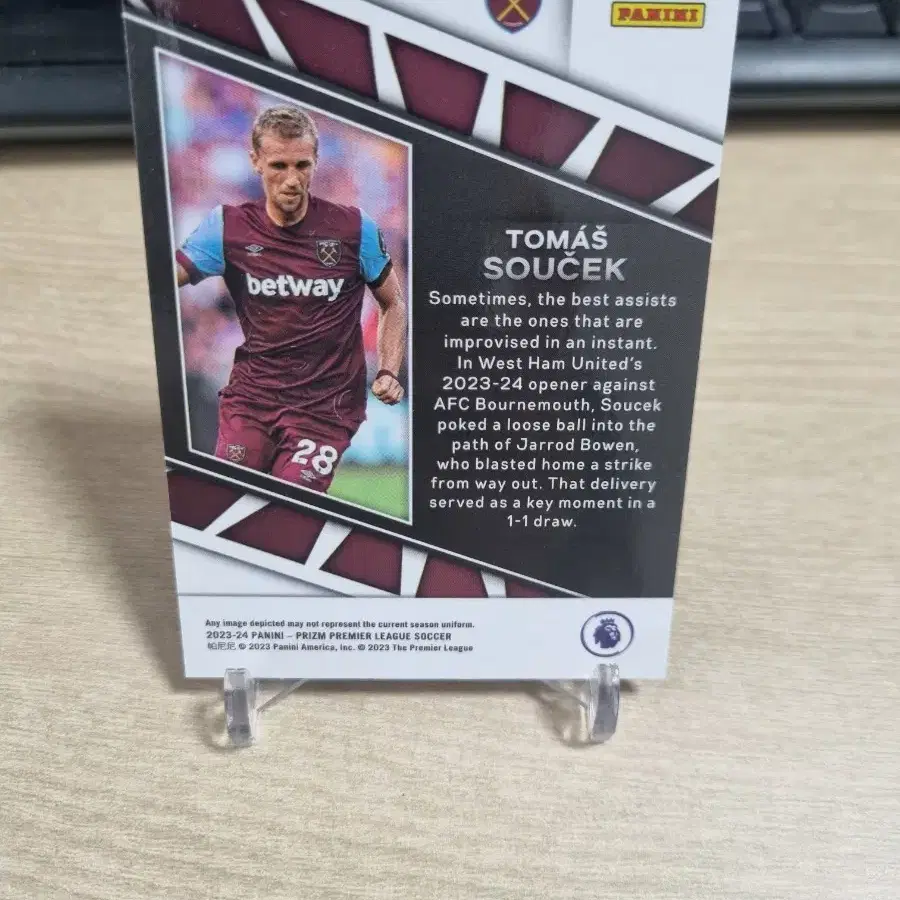 PANINI
betway
28
TOMÁŠ
SOUČEK
Sometimes, the best assists
are the ones that are
improvised in an instant.
In West Ham United's
2023-24 opener against
AFC Bournemouth, Soucek
poked a loose ball into the
path of Jarrod Bowen,
who blasted home a strike
from way out. That delivery
served as a key moment in a
1-1 draw.
Any image depicted may not represent the current season uniform.
2023-24 PANINI – PRIZM PREMIER LEAGUE SOCCER
帕尼尼 © 2023 Panini America, Inc. © 2023 The Premier League